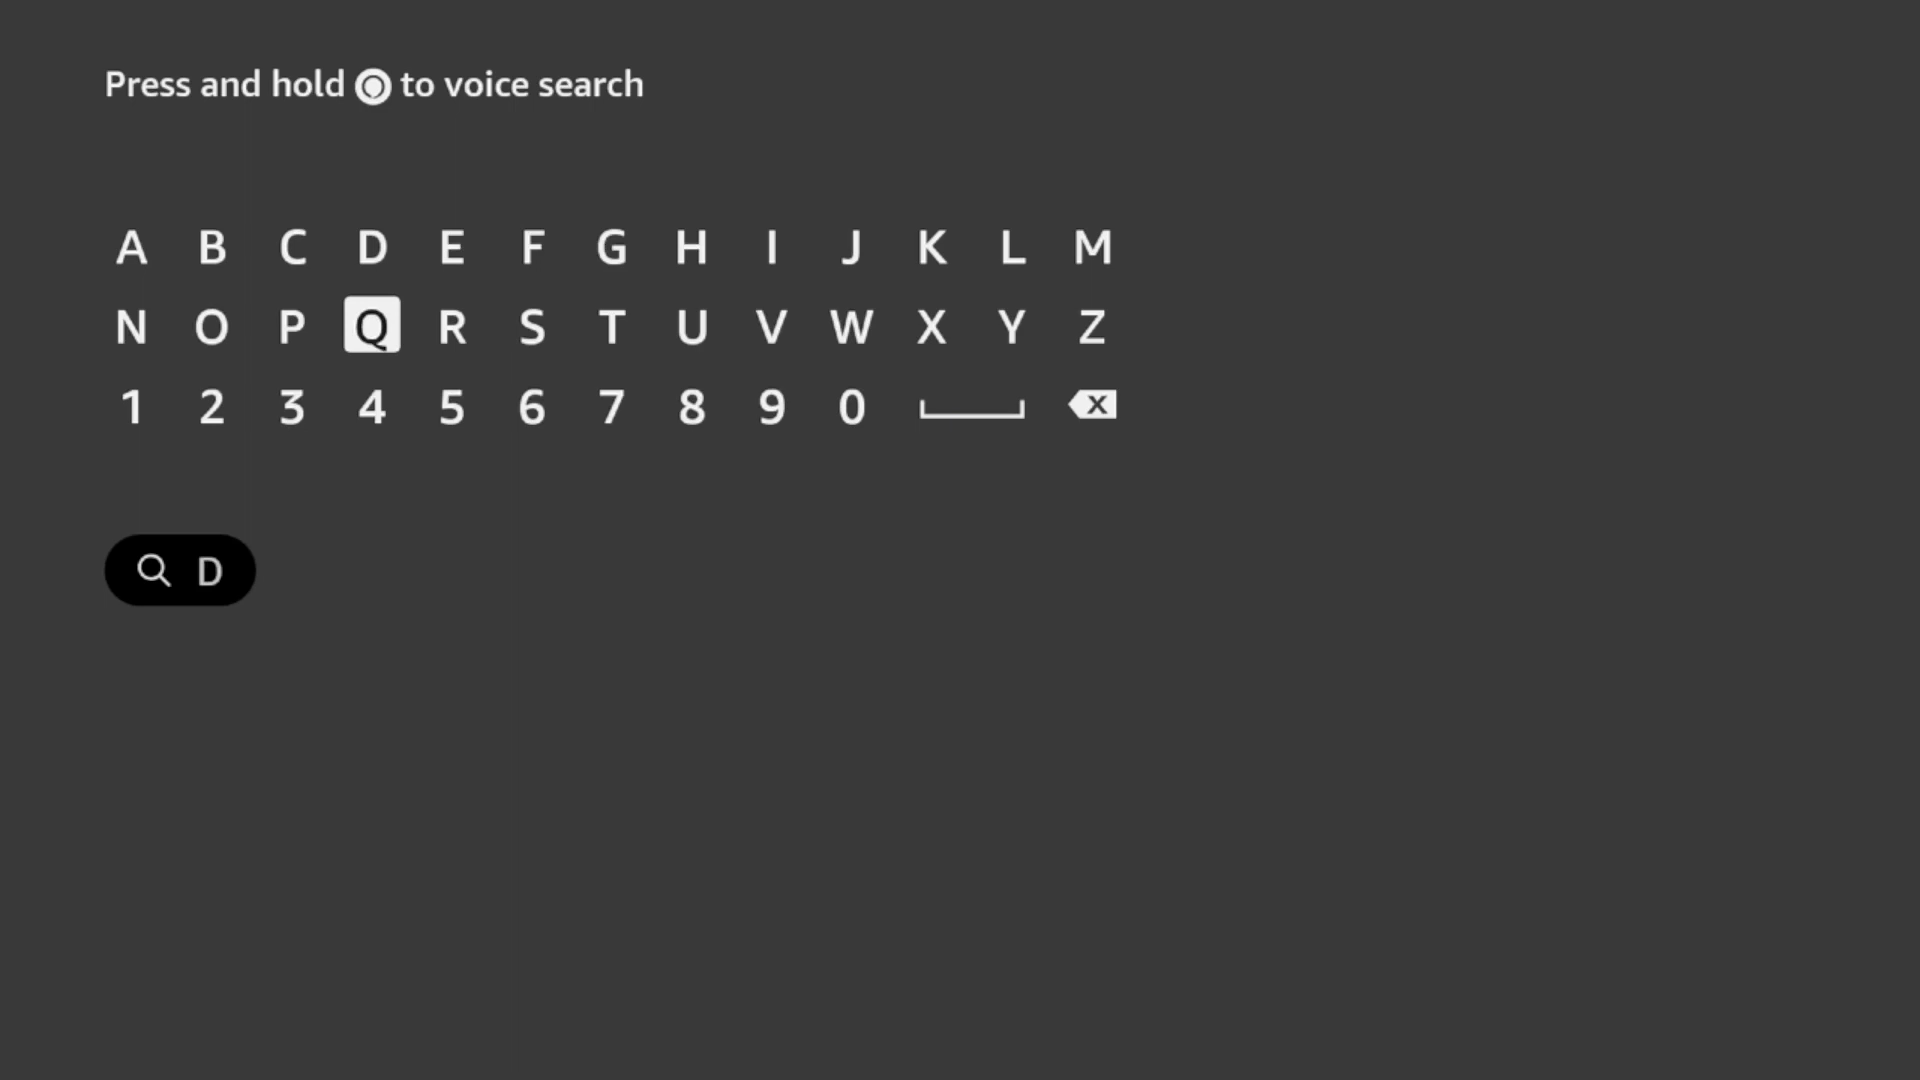 Press and hold to voice search
A B C D E F G H I J K L M
N O P Q R S T U V W X Y Z
1 2 3 4 5 6 7 8 9 0
D